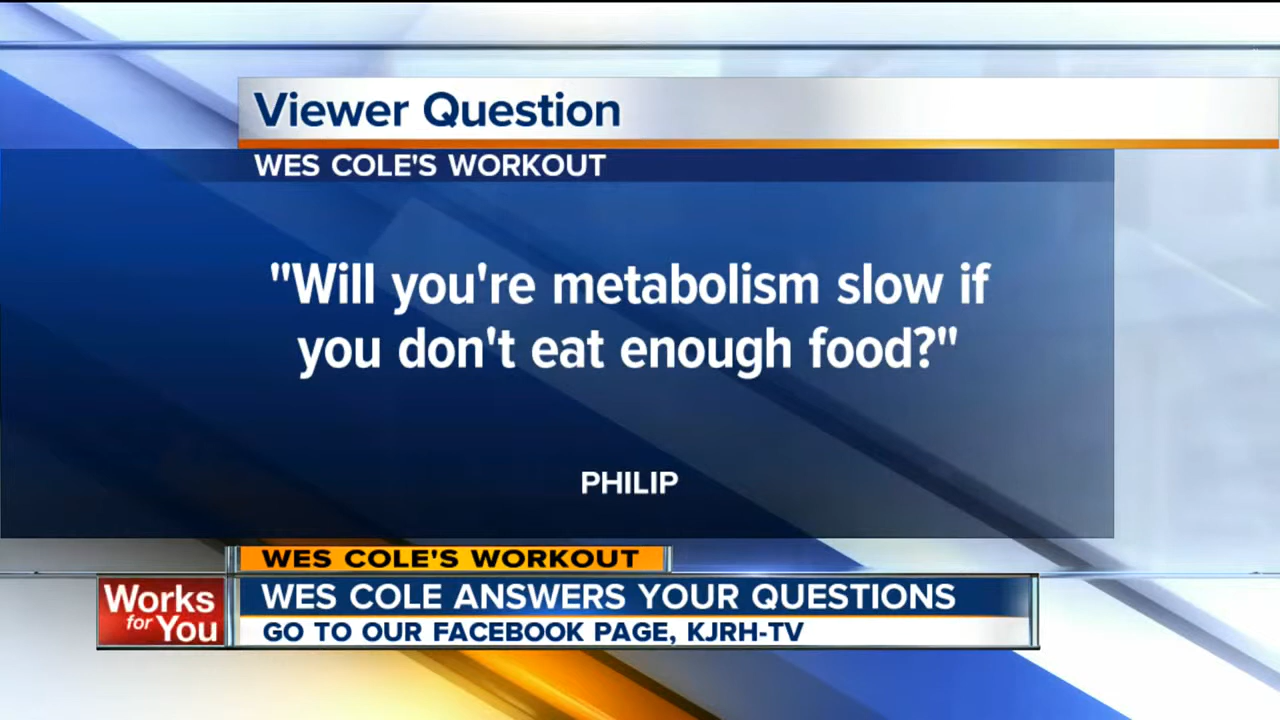 Viewer Question
WES COLE'S WORKOUT
"Will you're metabolism slow if
you don't eat enough food?"
PHILIP
WES COLE'S WORKOUT
Works
for
You
WES COLE ANSWERS YOUR QUESTIONS
GO TO OUR FACEBOOK PAGE, KJRH-TV